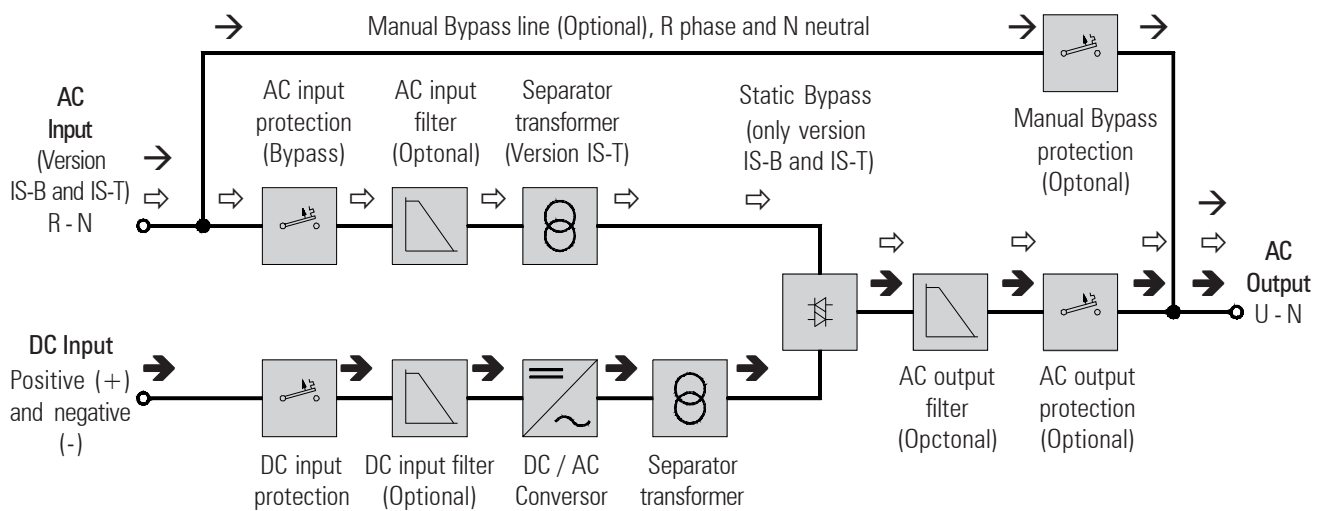 Manual Bypass line (Optional), R phase and N neutral
AC
Input
(Version
IS-B and IS-T)
R - N
AC input
protection
(Bypass)
AC input
filter
(Optonal)
Separator
transformer
(Version IS-T)
Static Bypass
(only version
IS-B and IS-T)
Manual Bypass
protection
(Optonal)
AC
Output
U - N
DC Input
Positive (+)
and negative
(-)
DC input
protection
DC input filter
(Optional)
DC / AC
Conversor
Separator
transformer
AC output
filter
(Opctonal)
AC output
protection
(Optional)